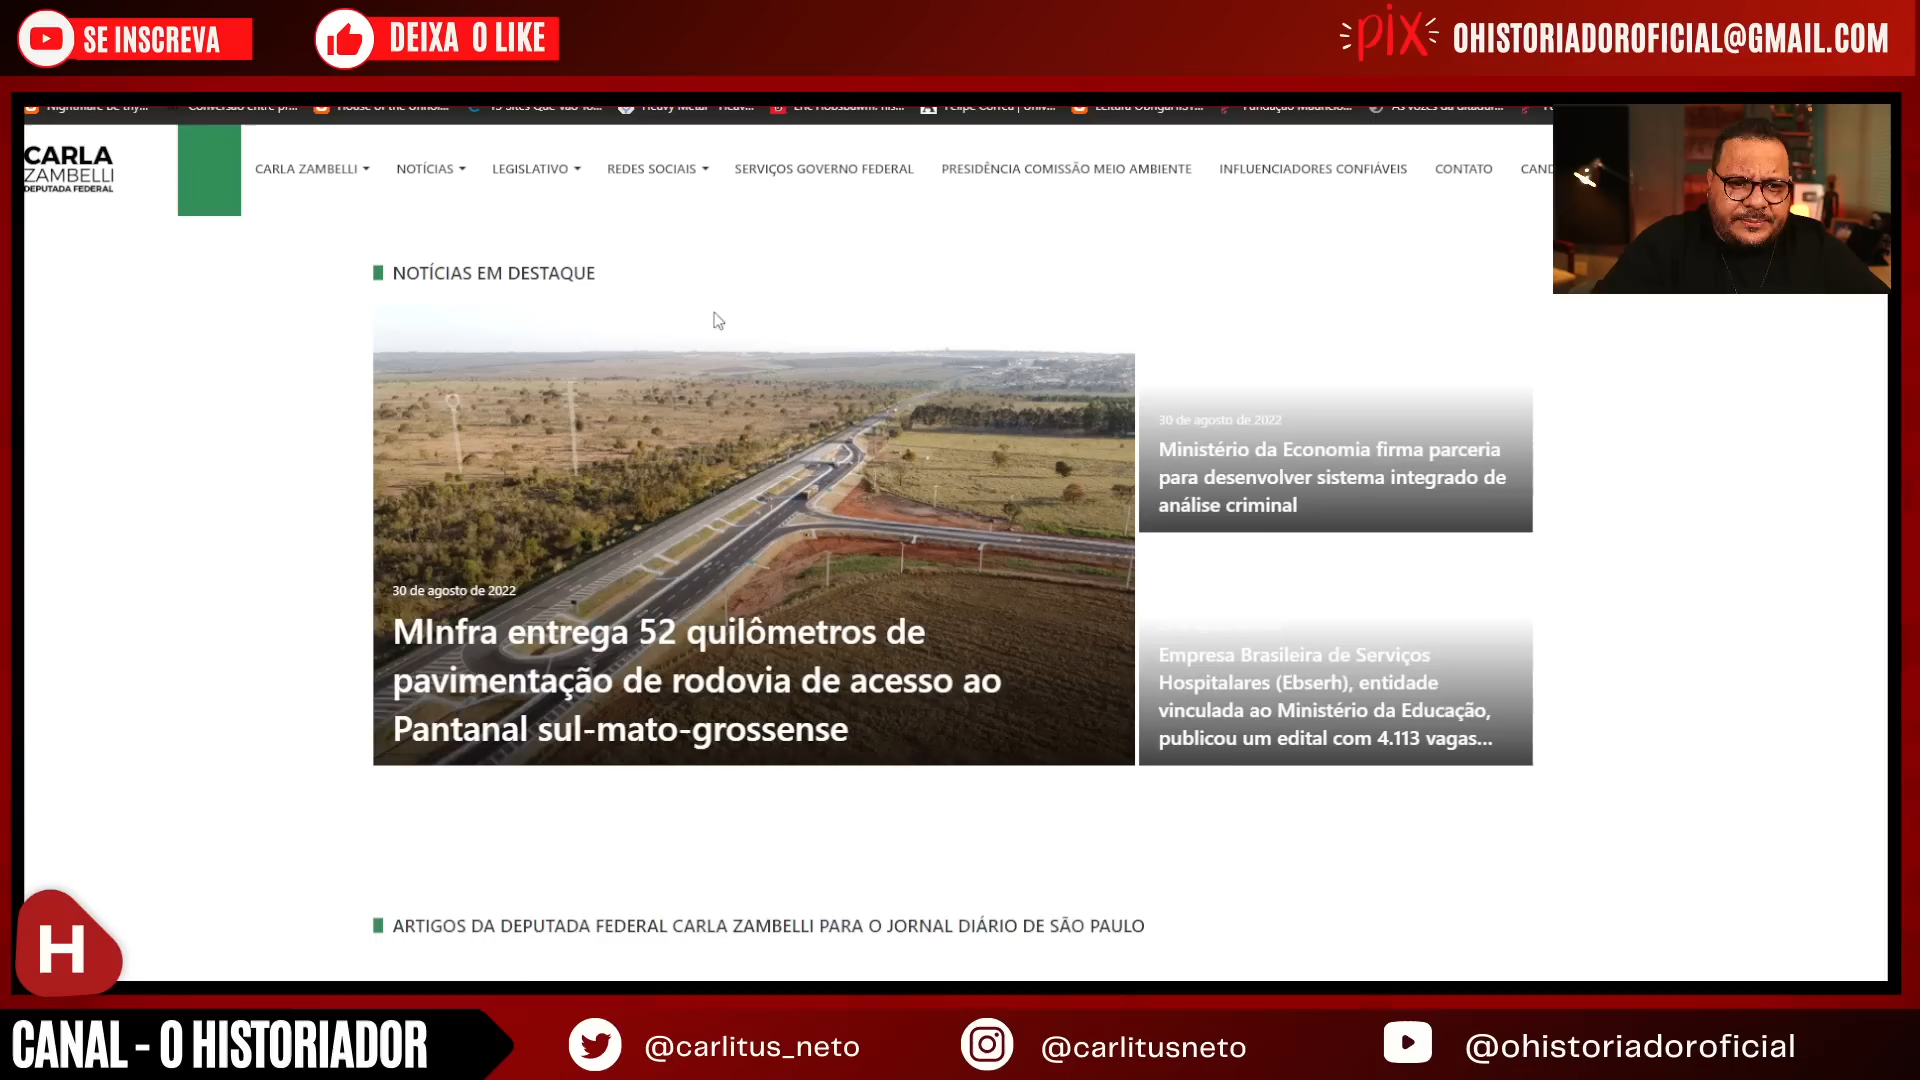 SE INSCREVA
DEIXA O LIKE
PIX
OHISTORIADOROFICIAL@GMAIL.COM
CARLA
ZAMBELLI
DEPUTADA FEDERAL
CARLA ZAMBELLI
NOTÍCIAS
LEGISLATIVO
REDES SOCIAIS
SERVIÇOS GOVERNO FEDERAL
PRESIDÊNCIA COMISSÃO MEIO AMBIENTE
INFLUENCIADORES CONFIÁVEIS
CONTATO
CAND
NOTÍCIAS EM DESTAQUE
30 de agosto de 2022
MInfra entrega 52 quilômetros de
pavimentação de rodovia de acesso ao
Pantanal sul-mato-grossense
30 de agosto de 2022
Ministério da Economia firma parceria
para desenvolver sistema integrado de
análise criminal
Empresa Brasileira de Serviços
Hospitalares (Ebserh), entidade
vinculada ao Ministério da Educação,
publicou um edital com 4.113 vagas...
ARTIGOS DA DEPUTADA FEDERAL CARLA ZAMBELLI PARA O JORNAL DIÁRIO DE SÃO PAULO
H
CANAL - O HISTORIADOR
@carlitus_neto
@carlitusneto
@ohistoriadoroficial